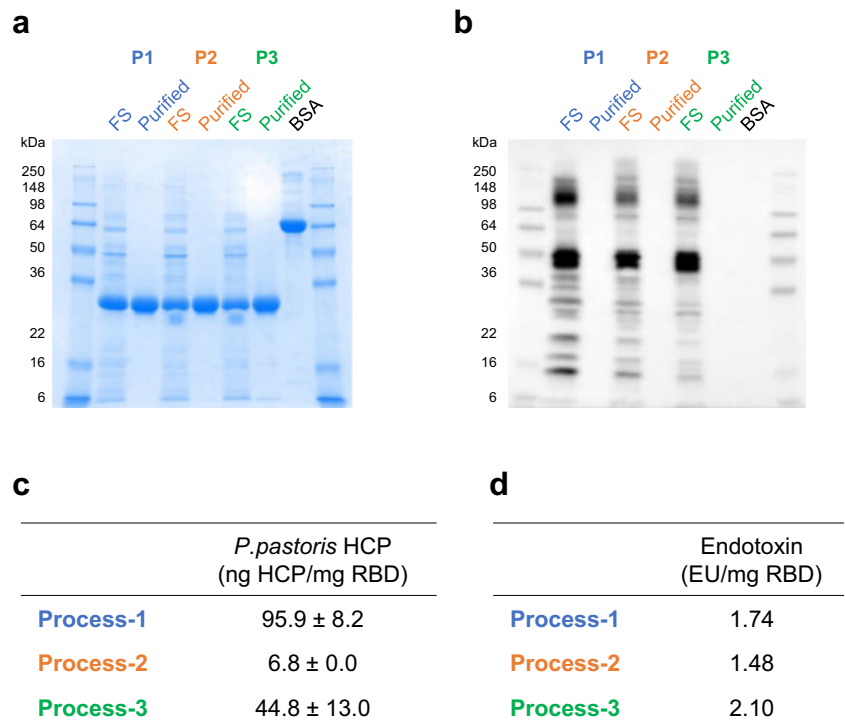 a
P1 P2 P3
FS Purified FS Purified FS Purified BSA
kDa
250
148
98
64
50
36
22
16
6
b
P1 P2 P3
FS Purified FS Purified FS Purified BSA
kDa
250
148
98
64
50
36
22
16
6
c
P.pastoris HCP
(ng HCP/mg RBD)
Process-1 95.9 ± 8.2
Process-2 6.8 ± 0.0
Process-3 44.8 ± 13.0
d
Endotoxin
(EU/mg RBD)
Process-1 1.74
Process-2 1.48
Process-3 2.10